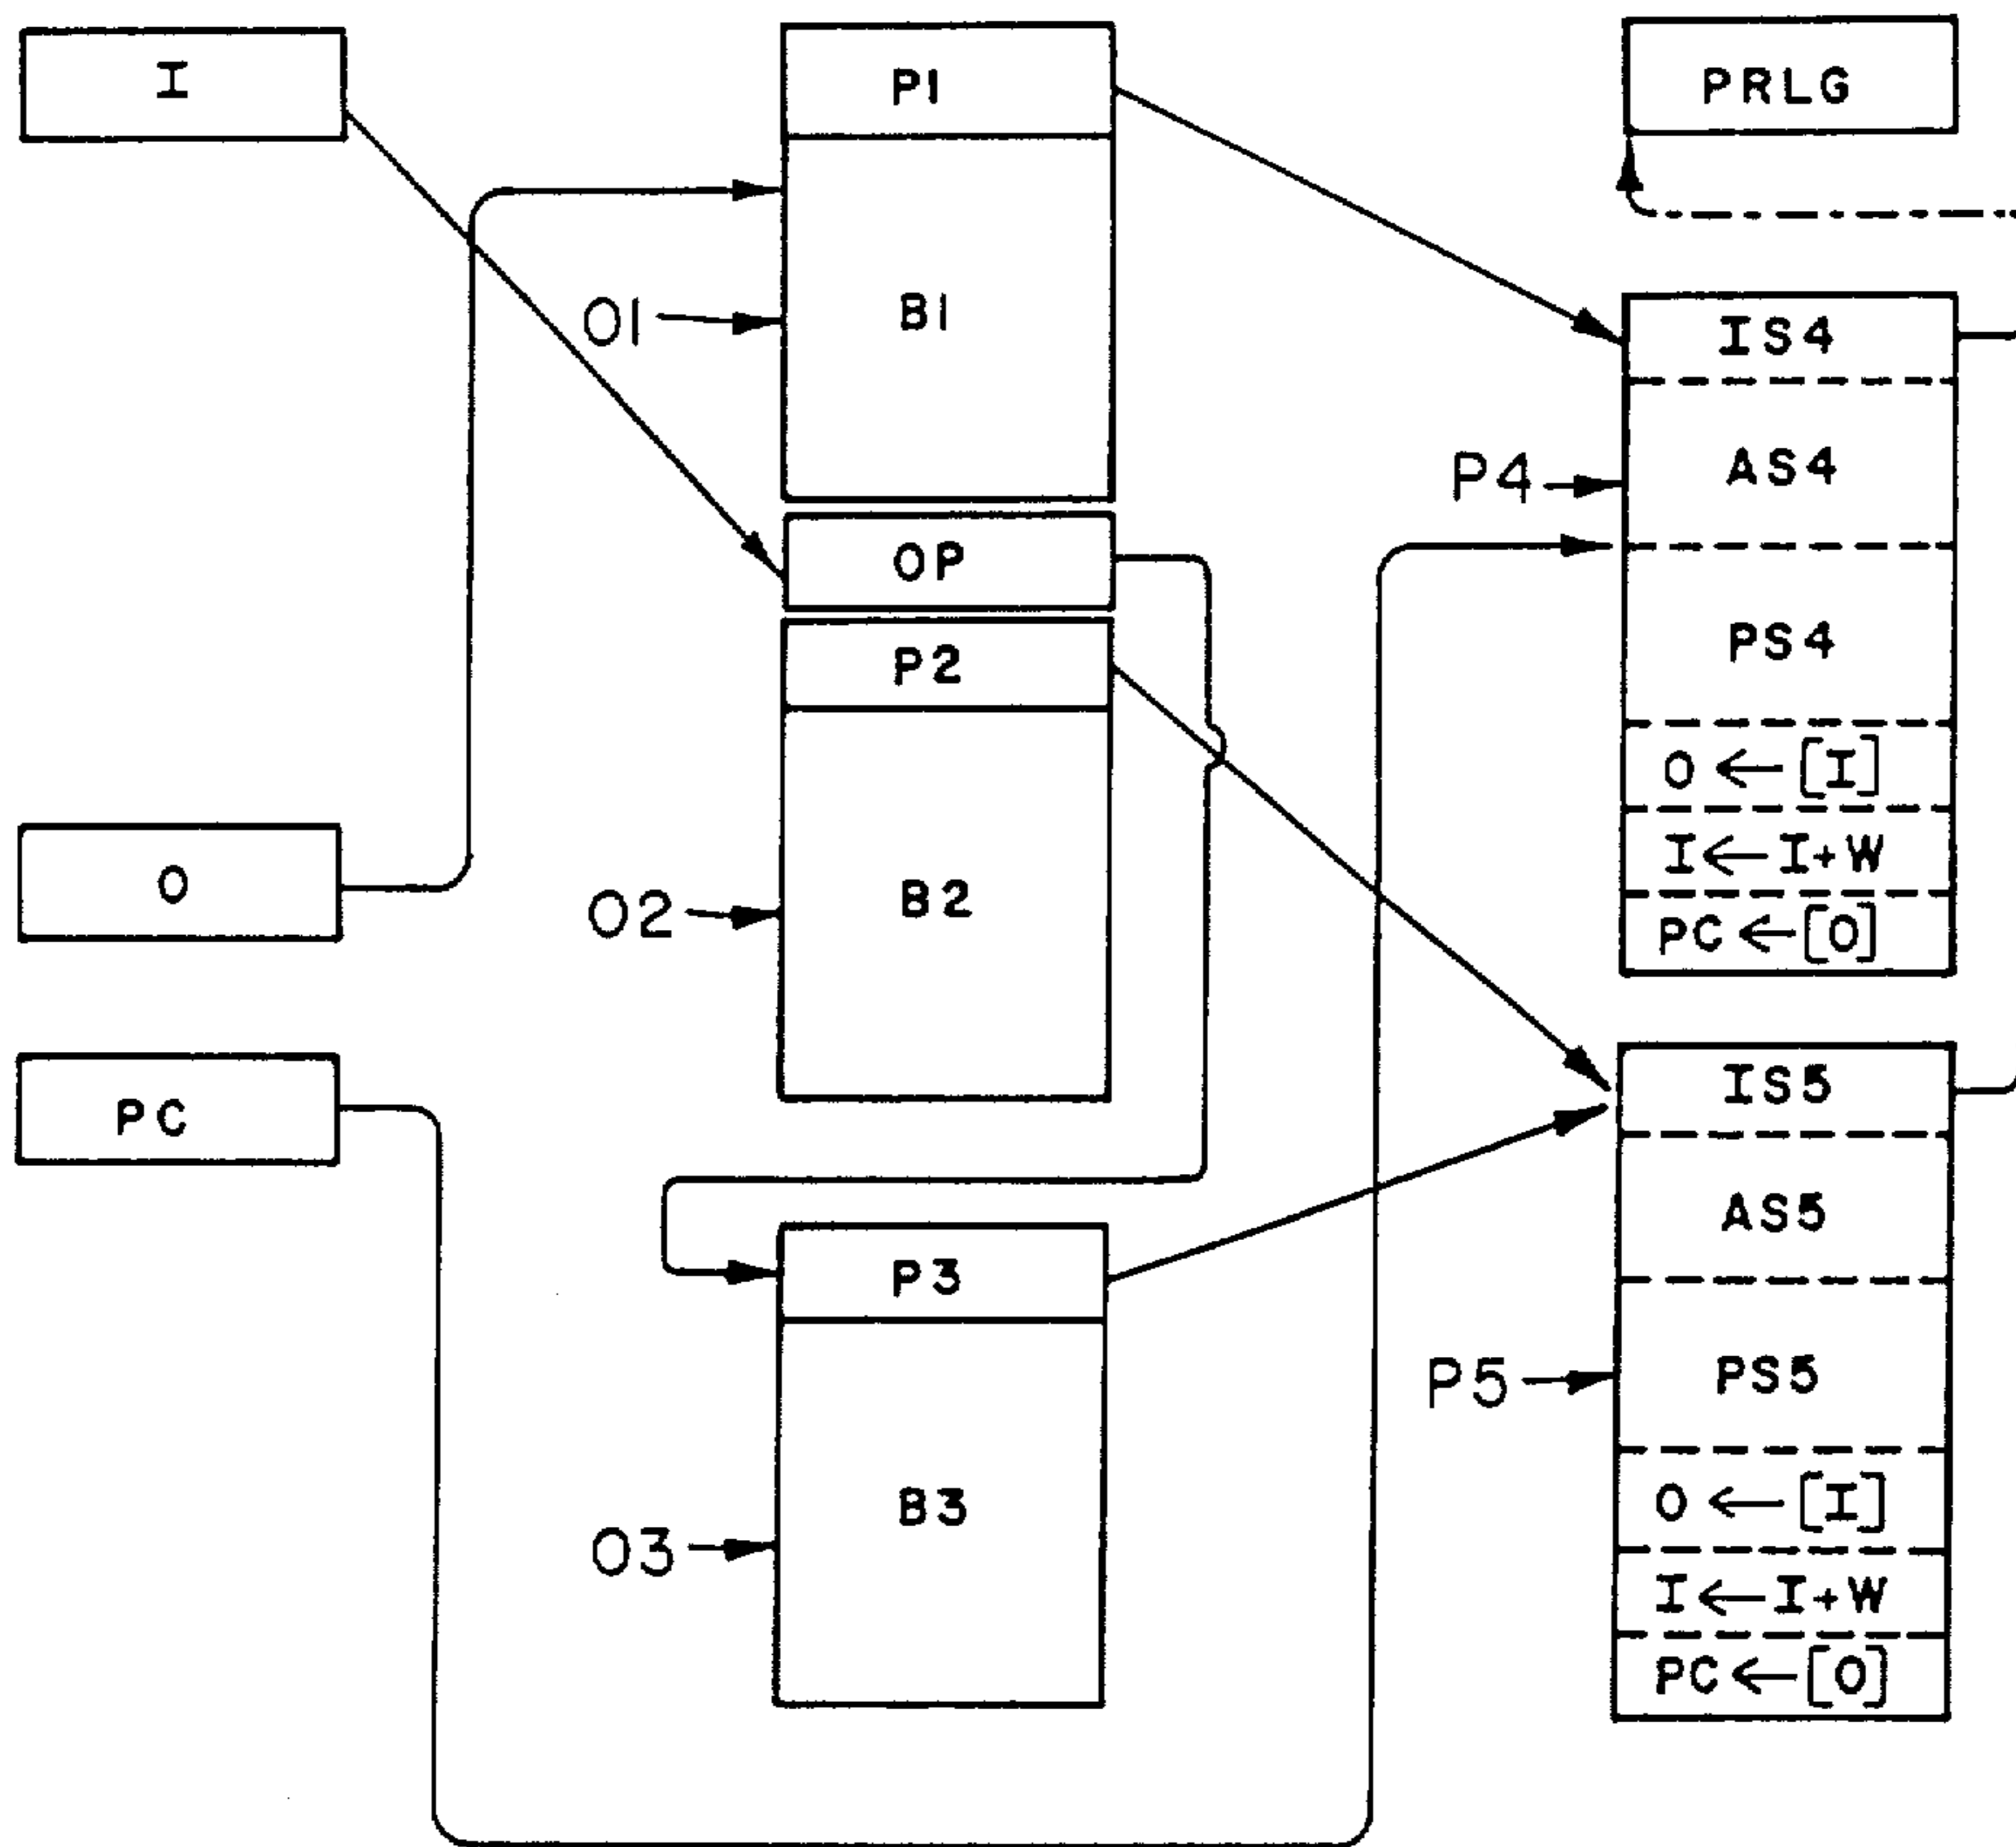 I
P1
PRLG
O1
B1
IS4
P4
AS4
OP
P2
PS4
O ← [I]
I ← I+W
O
O2
B2
PC ← [O]
PC
IS5
AS5
P3
P5
PS5
O3
B3
O ← [I]
I ← I+W
PC ← [O]